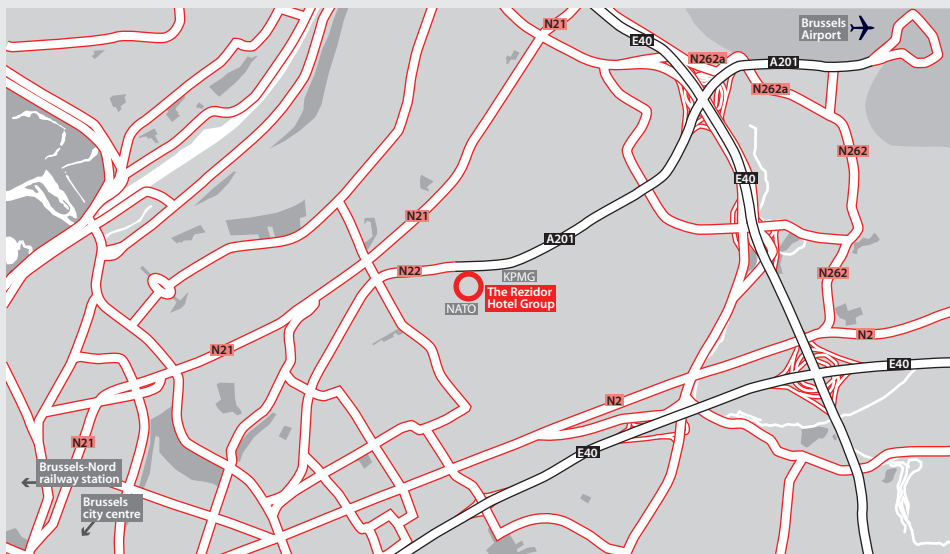 Brussels
Airport
N21
E40
N262a
A201
N262a
N262
E40
N21
A201
N22
KPMG
N262
The Rezidor
Hotel Group
NATO
N2
N21
E40
N2
N21
E40
Brussels-Nord
railway station
Brussels
city centre